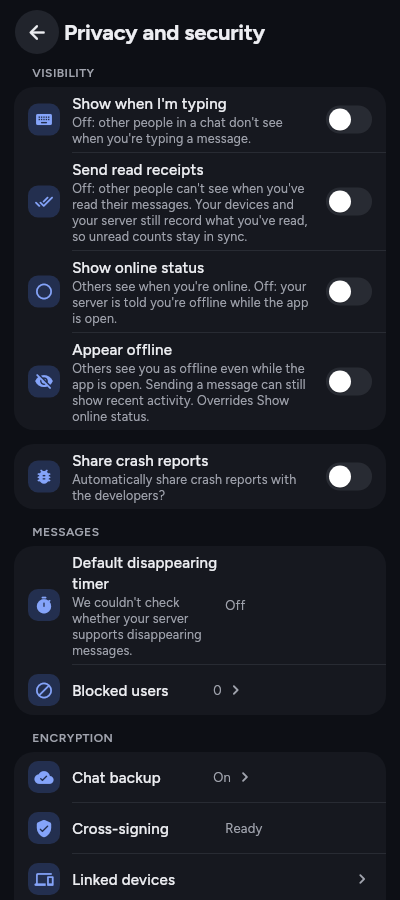 Privacy and security
VISIBILITY
Show when I'm typing
Off: other people in a chat don't see
when you're typing a message.
Send read receipts
Off: other people can't see when you've
read their messages. Your devices and
your server still record what you've read,
so unread counts stay in sync.
Show online status
Others see when you're online. Off: your
server is told you're offline while the app
is open.
Appear offline
Others see you as offline even while the
app is open. Sending a message can still
show recent activity. Overrides Show
online status.
Share crash reports
Automatically share crash reports with
the developers?
MESSAGES
Default disappearing
timer
We couldn't check
whether your server
supports disappearing
messages.
Off
Blocked users
0
ENCRYPTION
Chat backup
On
Cross-signing
Ready
Linked devices